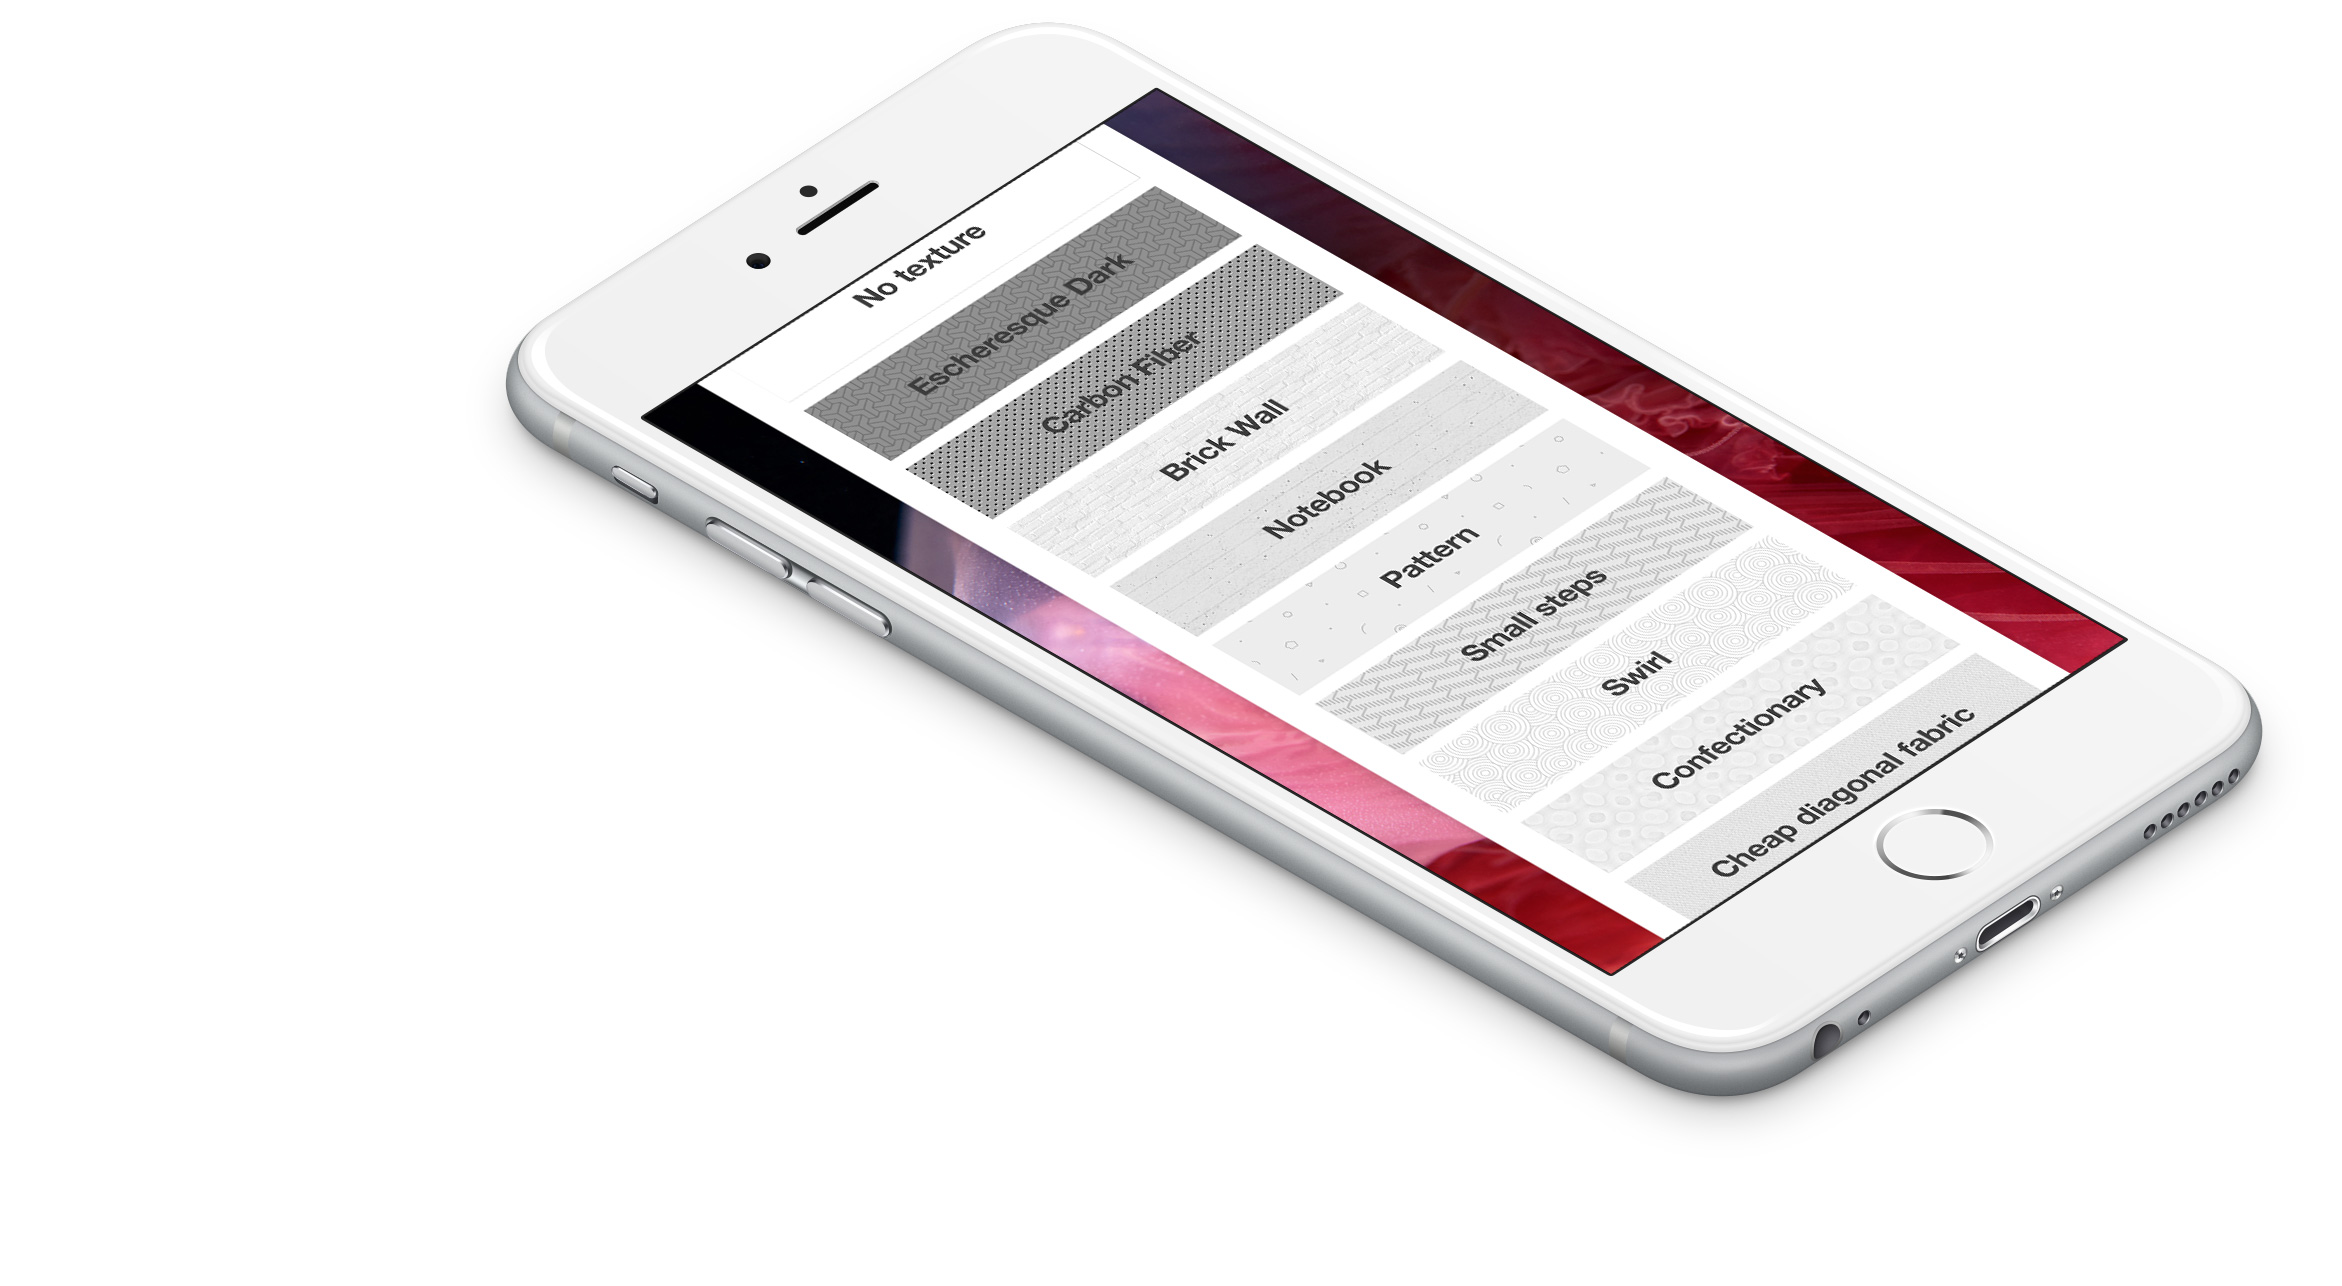 No texture
Escheresque Dark
Carbon Fiber
Brick Wall
Notebook
Pattern
Small steps
Swirl
Confectionary
Cheap diagonal fabric